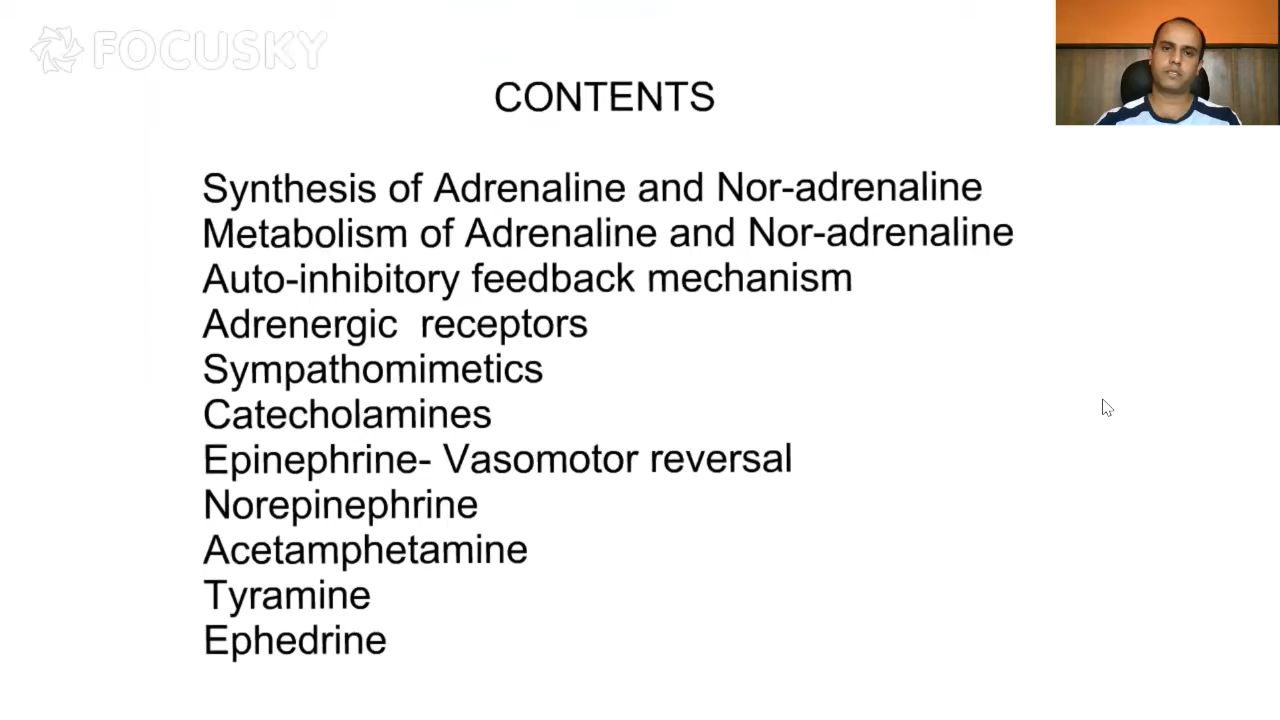 FOCUSKY
CONTENTS
Synthesis of Adrenaline and Nor-adrenaline
Metabolism of Adrenaline and Nor-adrenaline
Auto-inhibitory feedback mechanism
Adrenergic receptors
Sympathomimetics
Catecholamines
Epinephrine- Vasomotor reversal
Norepinephrine
Acetamphetamine
Tyramine
Ephedrine